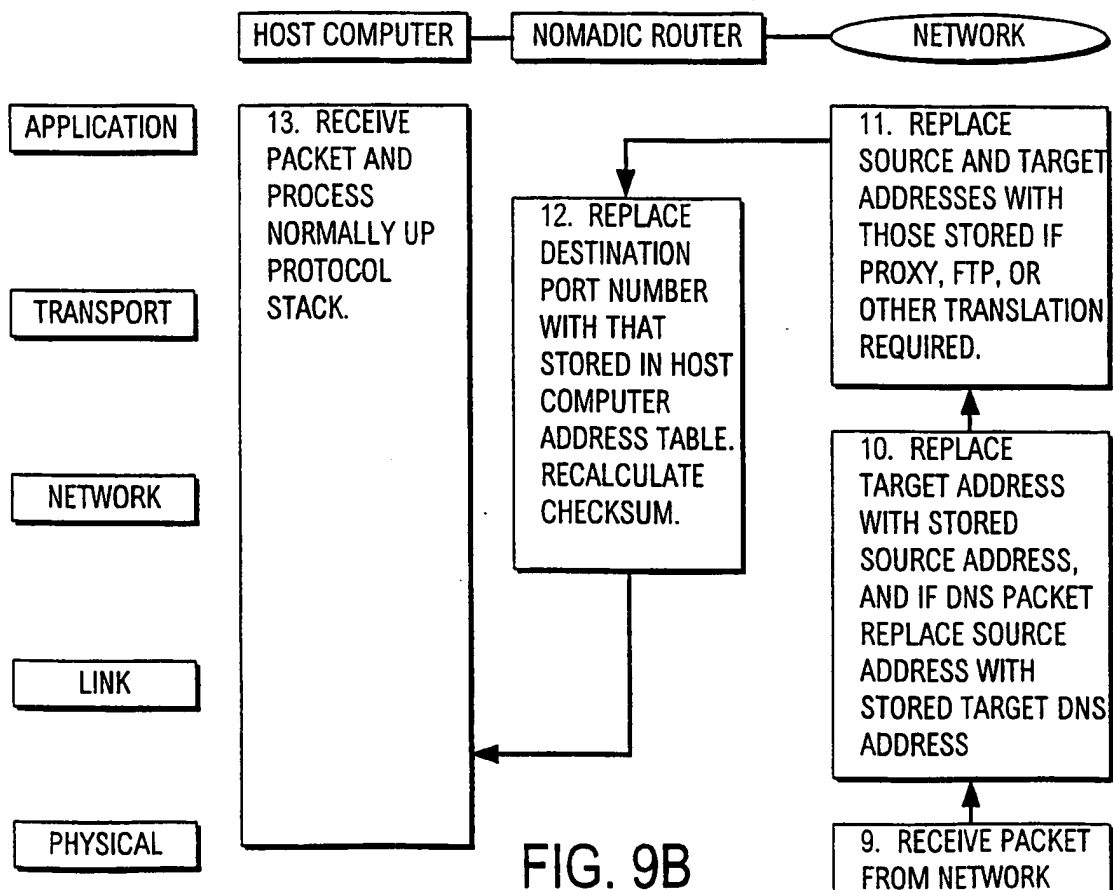 HOST COMPUTER
NOMADIC ROUTER
NETWORK
APPLICATION
TRANSPORT
NETWORK
LINK
PHYSICAL
13. RECEIVE
PACKET AND
PROCESS
NORMALLY UP
PROTOCOL
STACK.
12. REPLACE
DESTINATION
PORT NUMBER
WITH THAT
STORED IN HOST
COMPUTER
ADDRESS TABLE.
RECALCULATE
CHECKSUM.
11. REPLACE
SOURCE AND TARGET
ADDRESSES WITH
THOSE STORED IF
PROXY, FTP, OR
OTHER TRANSLATION
REQUIRED.
10. REPLACE
TARGET ADDRESS
WITH STORED
SOURCE ADDRESS,
AND IF DNS PACKET
REPLACE SOURCE
ADDRESS WITH
STORED TARGET DNS
ADDRESS
9. RECEIVE PACKET
FROM NETWORK
FIG. 9B